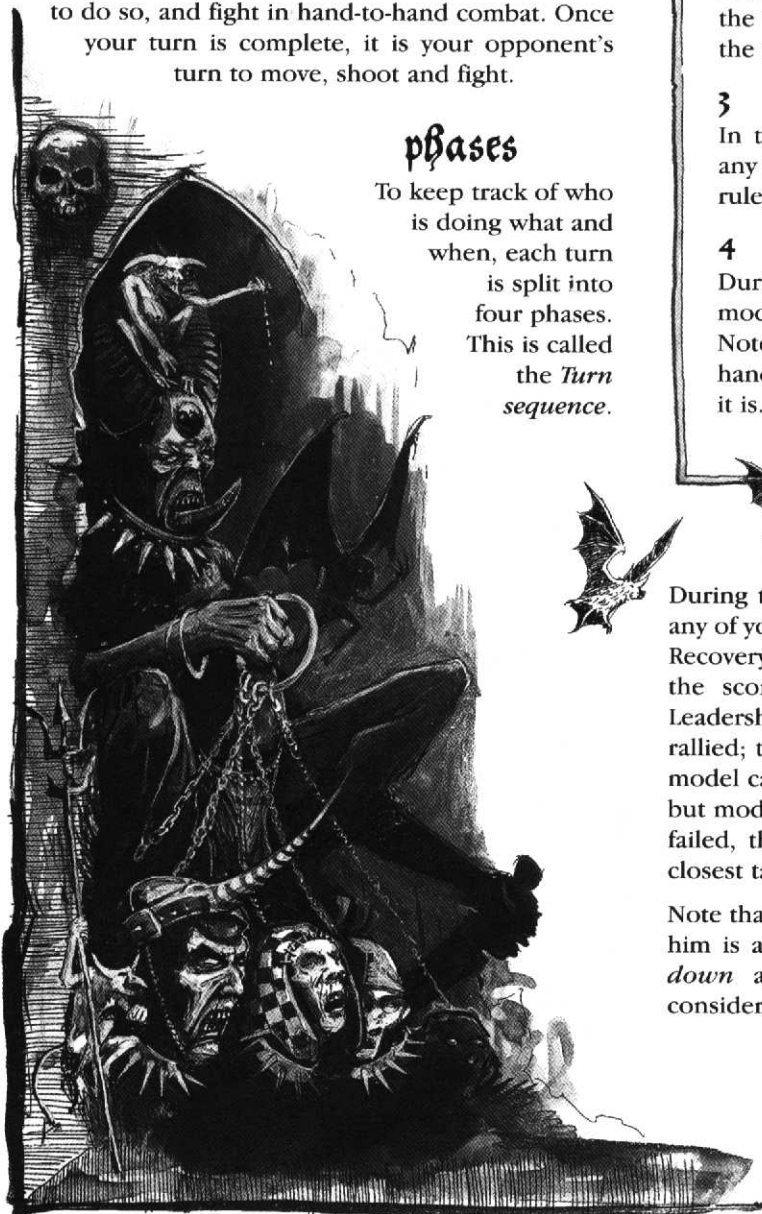 to do so, and fight in hand-to-hand combat. Once
your turn is complete, it is your opponent's
turn to move, shoot and fight.
phases
To keep track of who
is doing what and
when, each turn
is split into
four phases.
This is called
the Turn
sequence.
the
the
3
In t
any
rule
4
Duri
mod
Note
hand
it is.
During t
any of yo
Recovery
the scor
Leadersh
rallied; t
model ca
but mod
failed, th
closest ta
Note tha
him is a
down a
consider